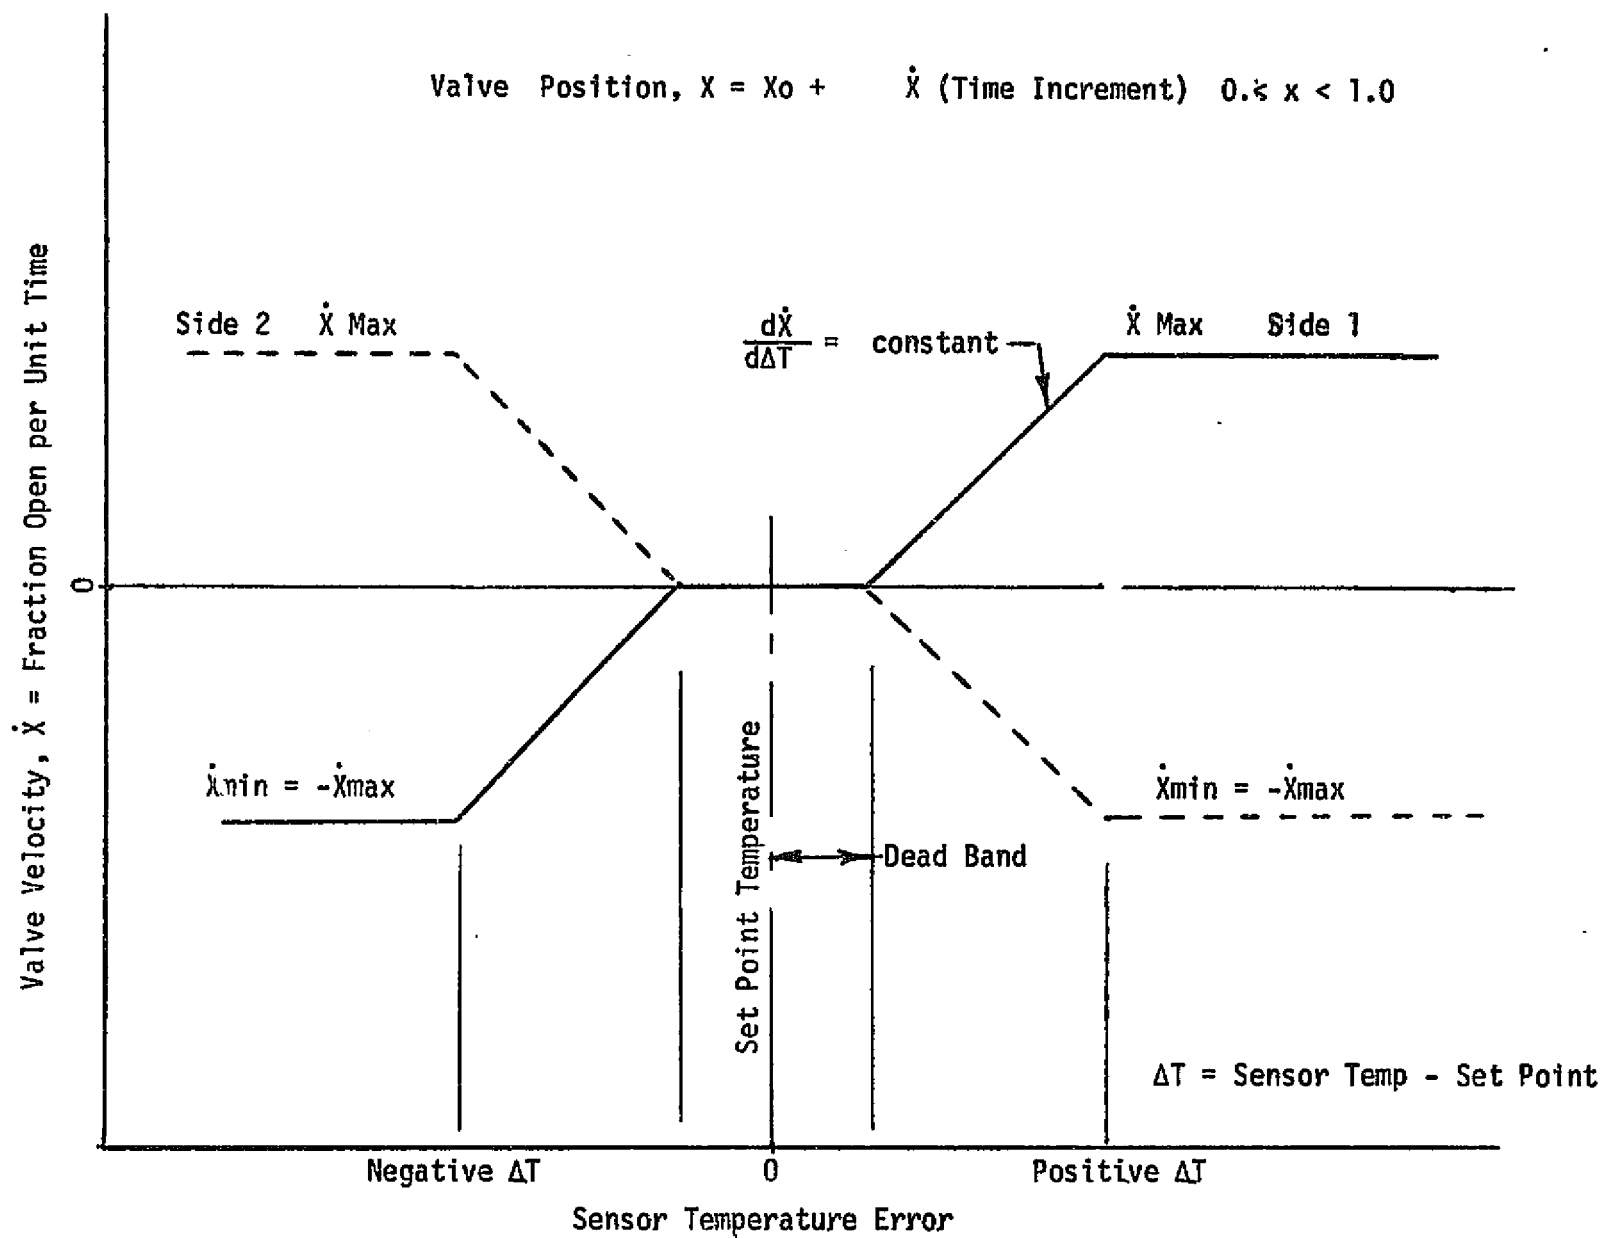 Valve Position, X = Xo + Ẋ (Time Increment) 0.< x < 1.0
Side 2 Ẋ Max
dẊ
dΔT
= constant
Ẋ Max Side 1
Valve Velocity, Ẋ = Fraction Open per Unit Time
0
Ẋmin = -Ẋmax
Ẋmin = -Ẋmax
Set Point Temperature
Dead Band
ΔT = Sensor Temp - Set Point
Negative ΔT
0
Positive ΔT
Sensor Temperature Error